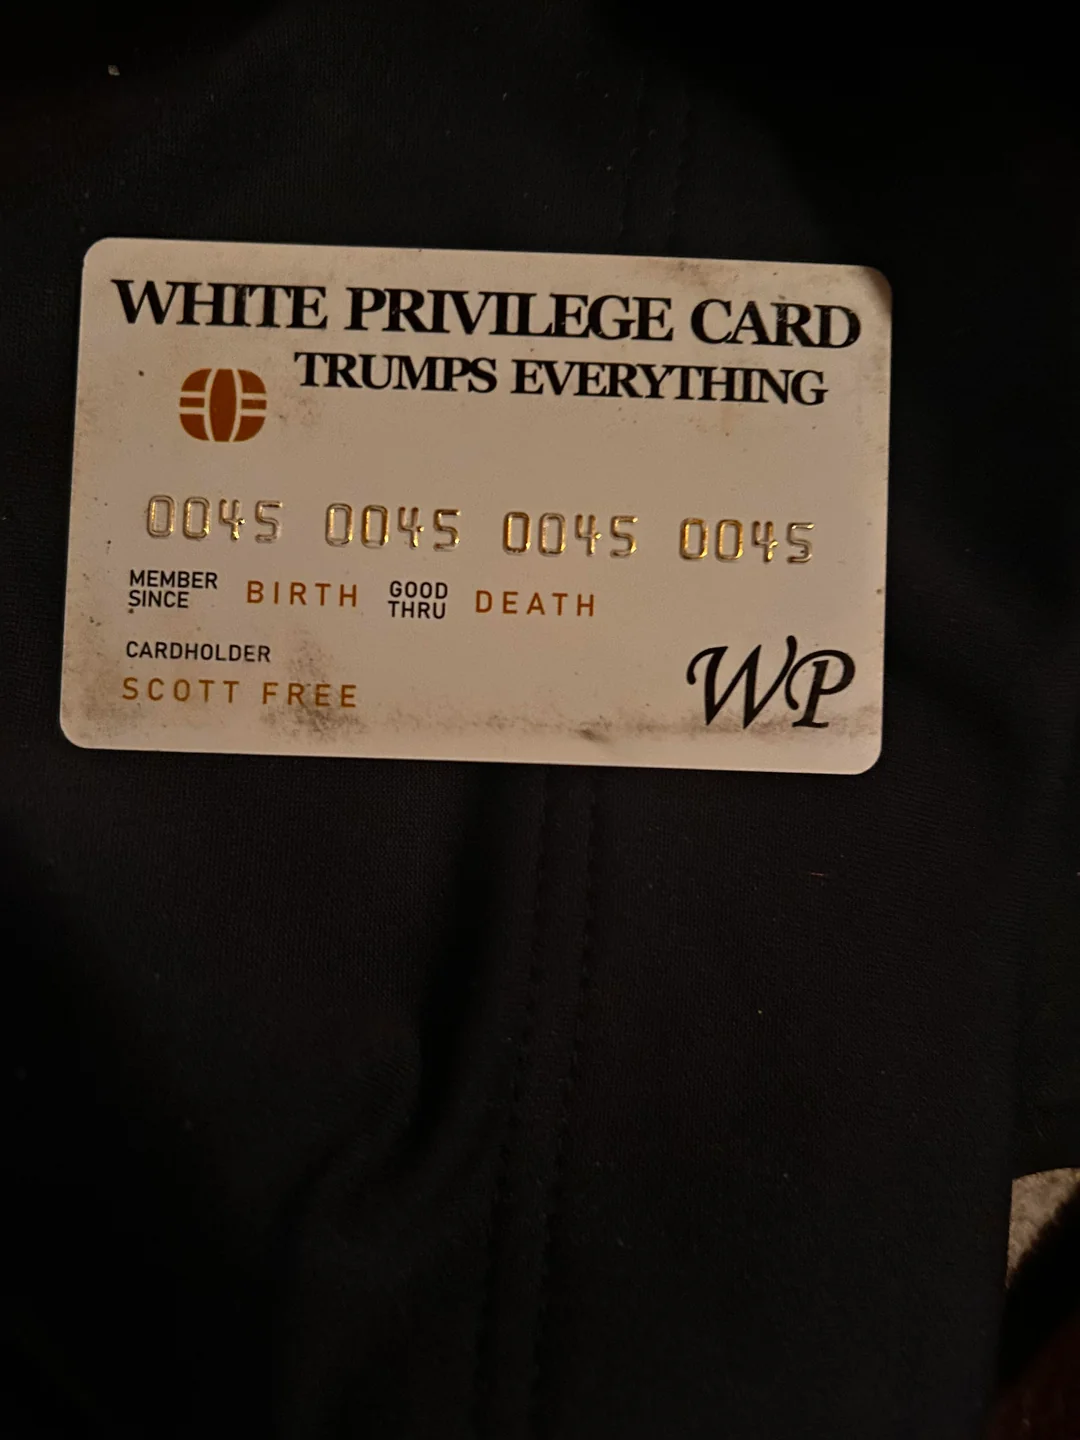 WHITE PRIVILEGE CARD
TRUMPS EVERYTHING
0045 0045 0045 0045
MEMBER SINCE BIRTH GOOD THRU DEATH
CARDHOLDER
SCOTT FREE
WP